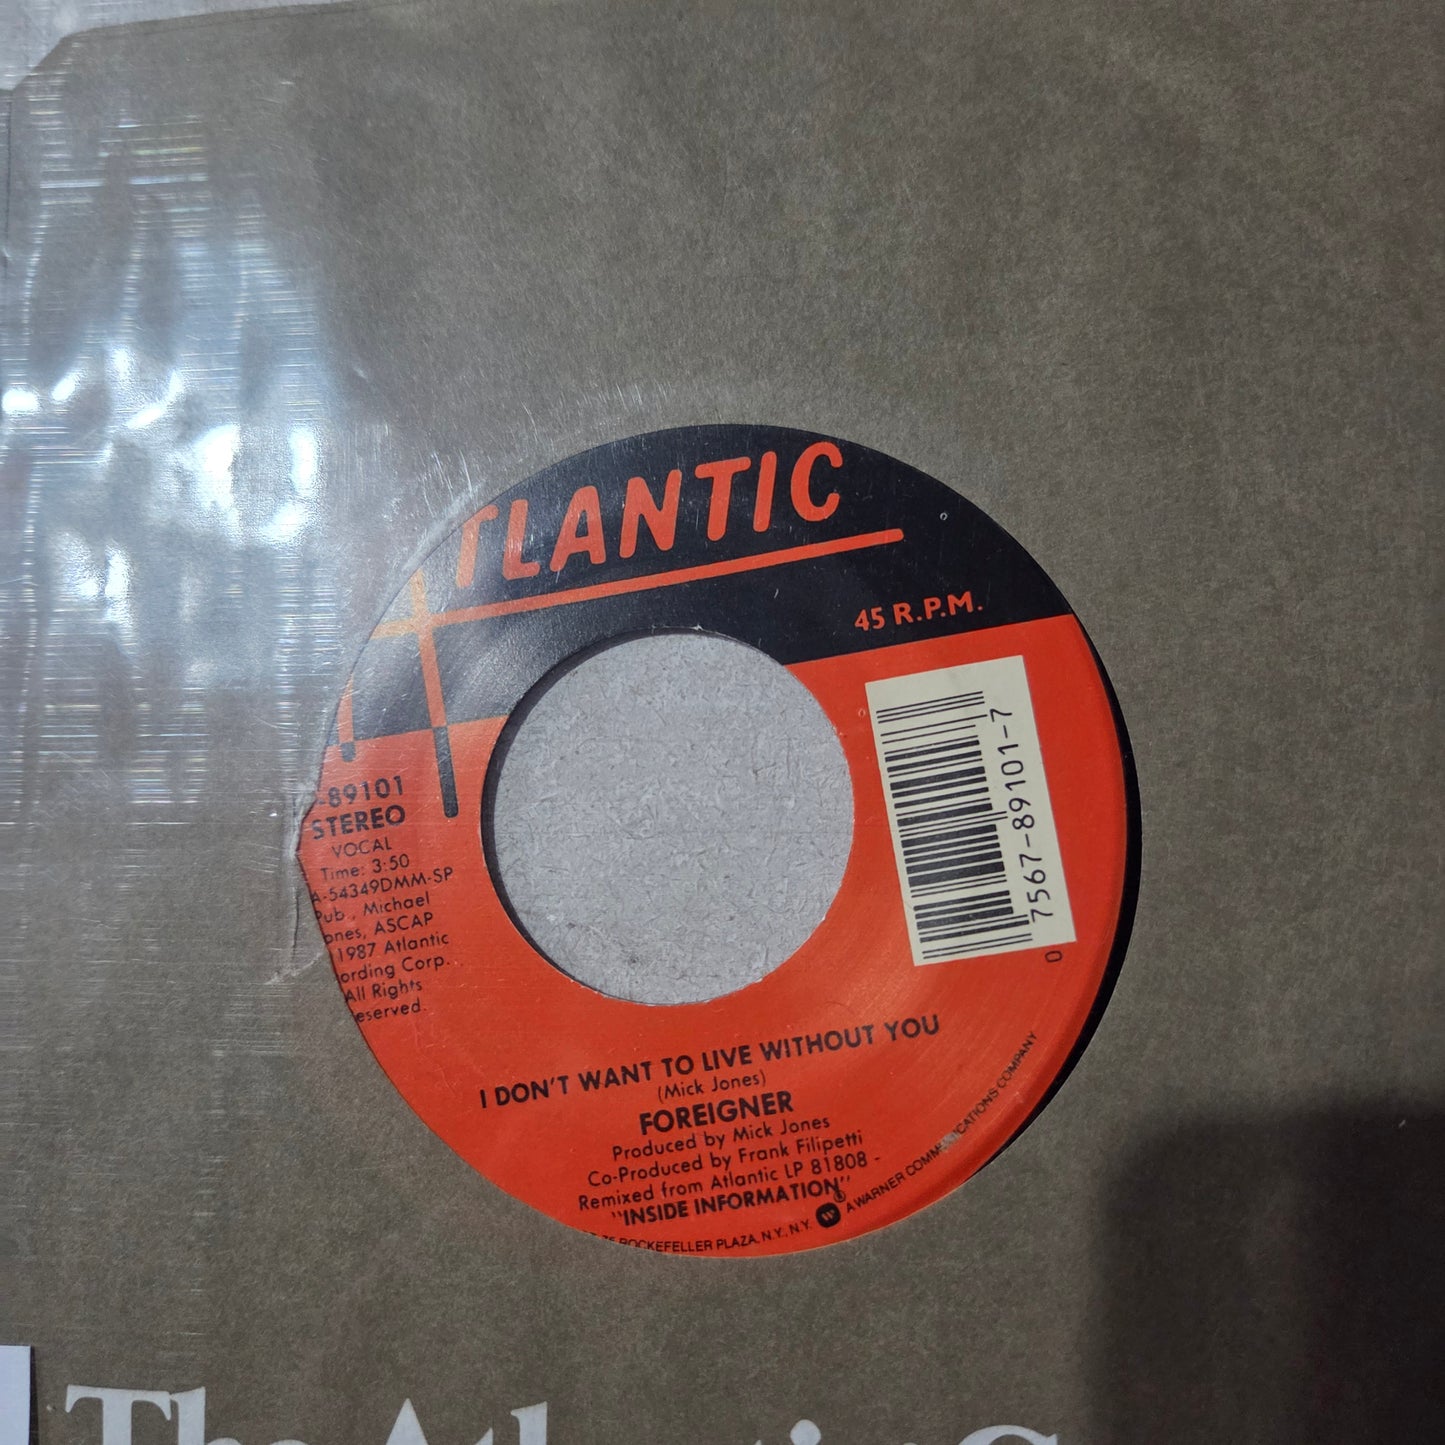 TLANTIC
45 R.P.M.
-89101
STEREO
VOCAL
Time: 3:50
A-54349DMM-SP
Pub., Michael
ones, ASCAP
1987 Atlantic
ording Corp.
All Rights
eserved.
7567-89101-7
0
I DON'T WANT TO LIVE WITHOUT YOU
(Mick Jones)
FOREIGNER
Produced by Mick Jones
Co-Produced by Frank Filipetti
Remixed from Atlantic LP 81808 -
"INSIDE INFORMATION"
75 ROCKEFELLER PLAZA, N.Y., N.Y. ® A WARNER COMMUNICATIONS COMPANY
The Atlantic G